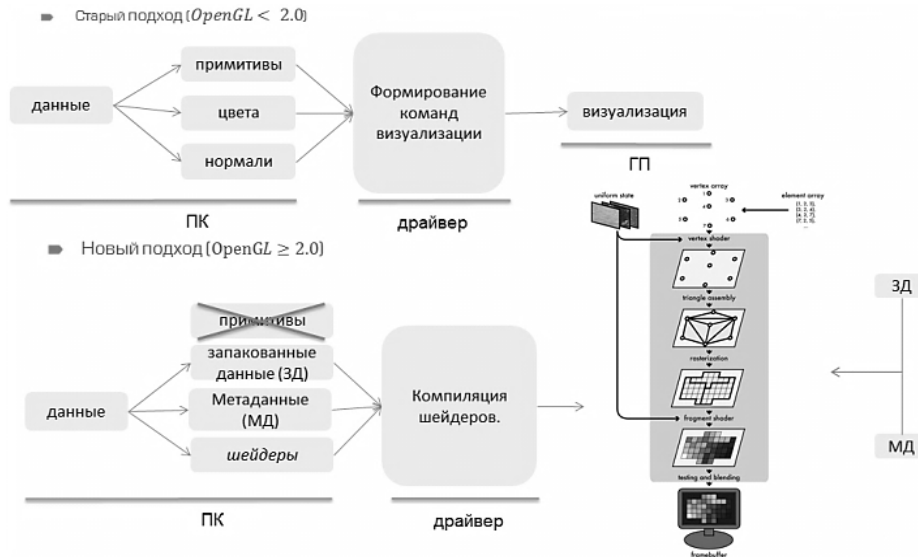 Старый подход (OpenGL < 2.0)
данные
примитивы
цвета
нормали
Формирование
команд
визуализации
визуализация
ПК
драйвер
ГП
Новый подход (OpenGL ≥ 2.0)
данные
примитивы
запакованные
данные (ЗД)
Метаданные
(МД)
шейдеры
Компиляция
шейдеров.
ПК
драйвер
uniform state
vertex array
element array
vertex shader
triangle assembly
rasterization
fragment shader
testing and blending
framebuffer
ЗД
МД